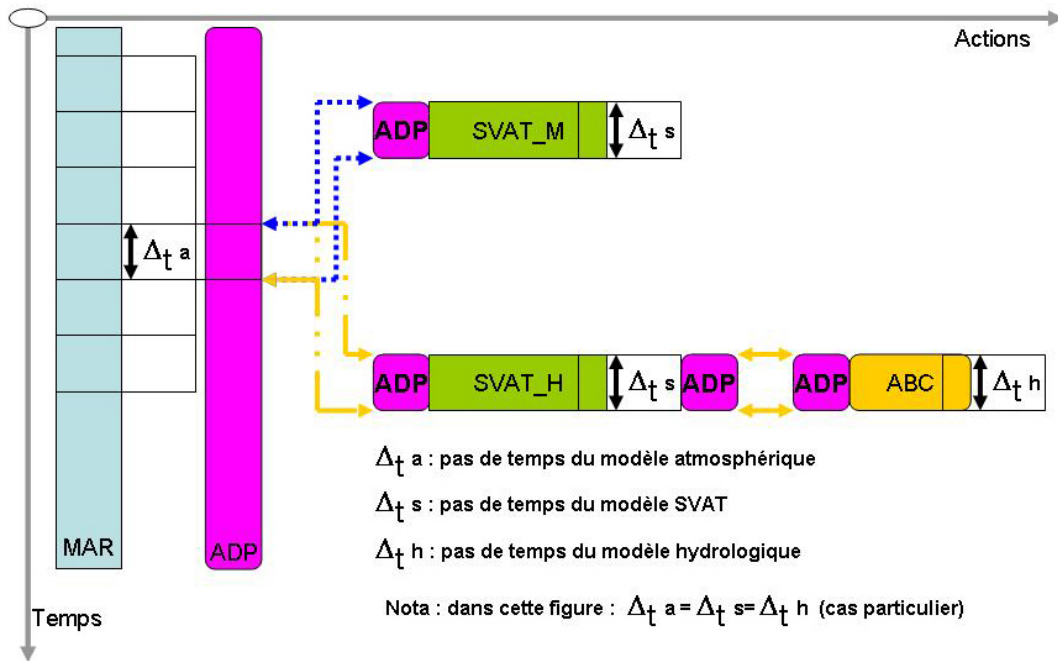 Actions
ADP SVAT_M Δt s
Δt a
ADP SVAT_H Δt s ADP ADP ABC Δt h
Δt a : pas de temps du modèle atmosphérique
Δt s : pas de temps du modèle SVAT
Δt h : pas de temps du modèle hydrologique
MAR ADP
Nota : dans cette figure : Δt a = Δt s= Δt h (cas particulier)
Temps